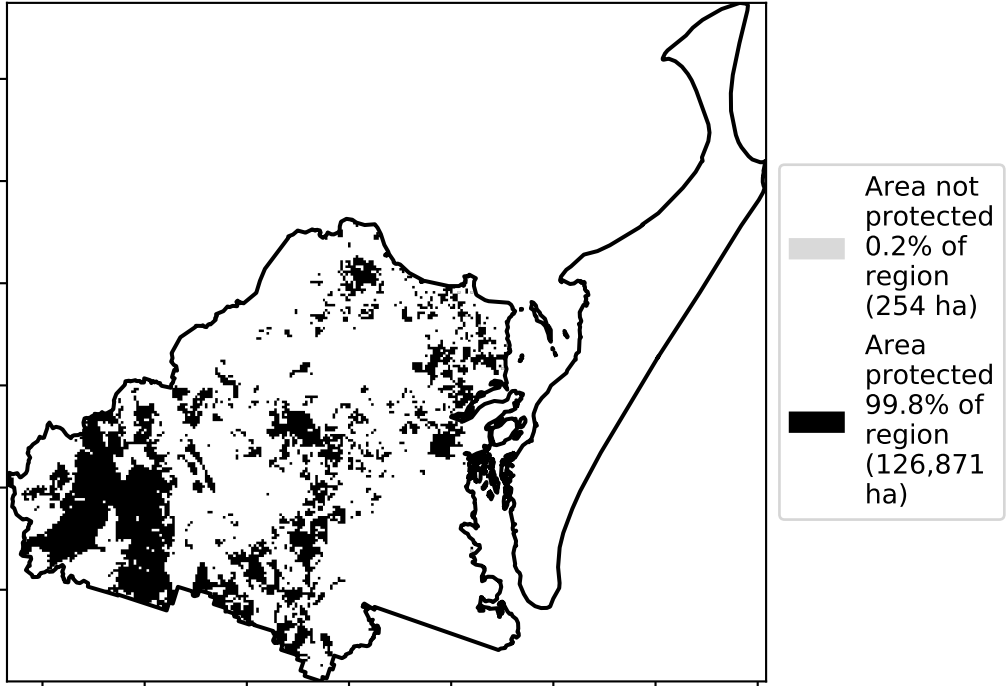 Area not
protected
0.2% of
region
(254 ha)
Area
protected
99.8% of
region
(126,871
ha)